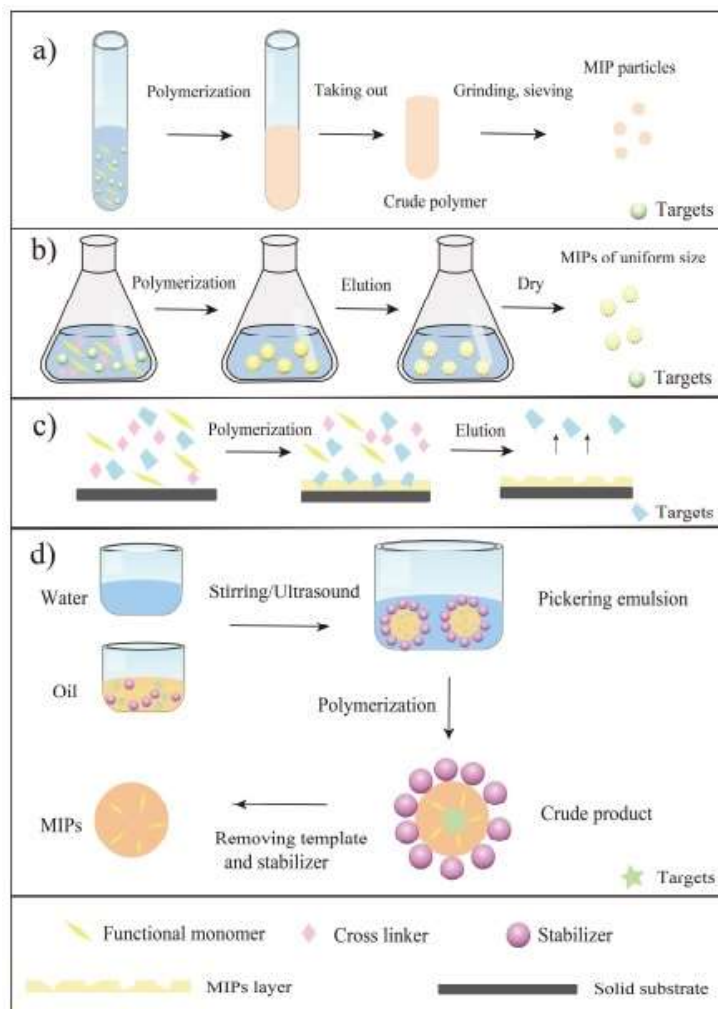 a)
Polymerization
Taking out
Grinding, sieving
MIP particles
Crude polymer
Targets
b)
Polymerization
Elution
Dry
MIPs of uniform size
Targets
c)
Polymerization
Elution
Targets
d)
Water
Stirring/Ultrasound
Pickering emulsion
Oil
Polymerization
MIPs
Removing template
and stabilizer
Crude product
Targets
Functional monomer
Cross linker
Stabilizer
MIPs layer
Solid substrate